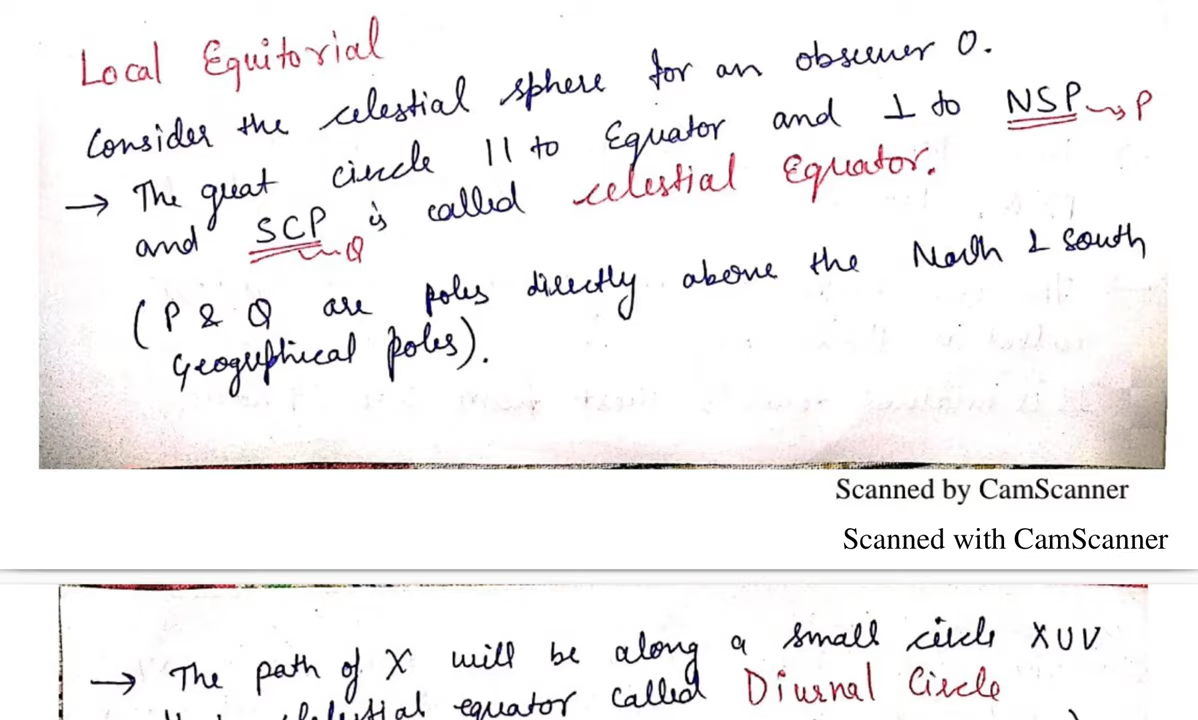 Local Equitorial
Consider the celestial sphere for an observer O.
→ The great circle || to Equator and ⊥ to NSP → P
and SCP → Q is called celestial Equator.
(P & Q are poles directly above the North & South
Geographical poles).
Scanned by CamScanner
Scanned with CamScanner
→ The path of X will be along a small circle XUV
celestial equator called Diurnal Circle